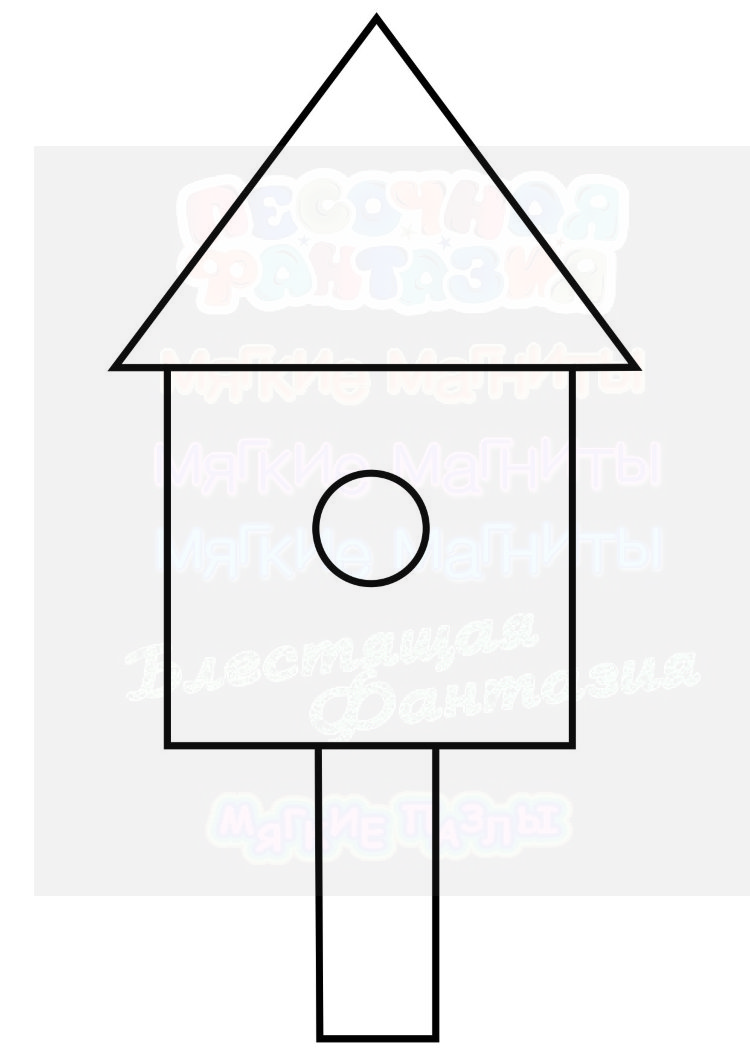 ПЕСОЧНАЯ
ФАНТАЗИЯ
Мягкие Магниты
Мягкие Магниты
Мягкие Магниты
Блестящая
Фантазия
МЯГКИЕ ПАЗЛЫ